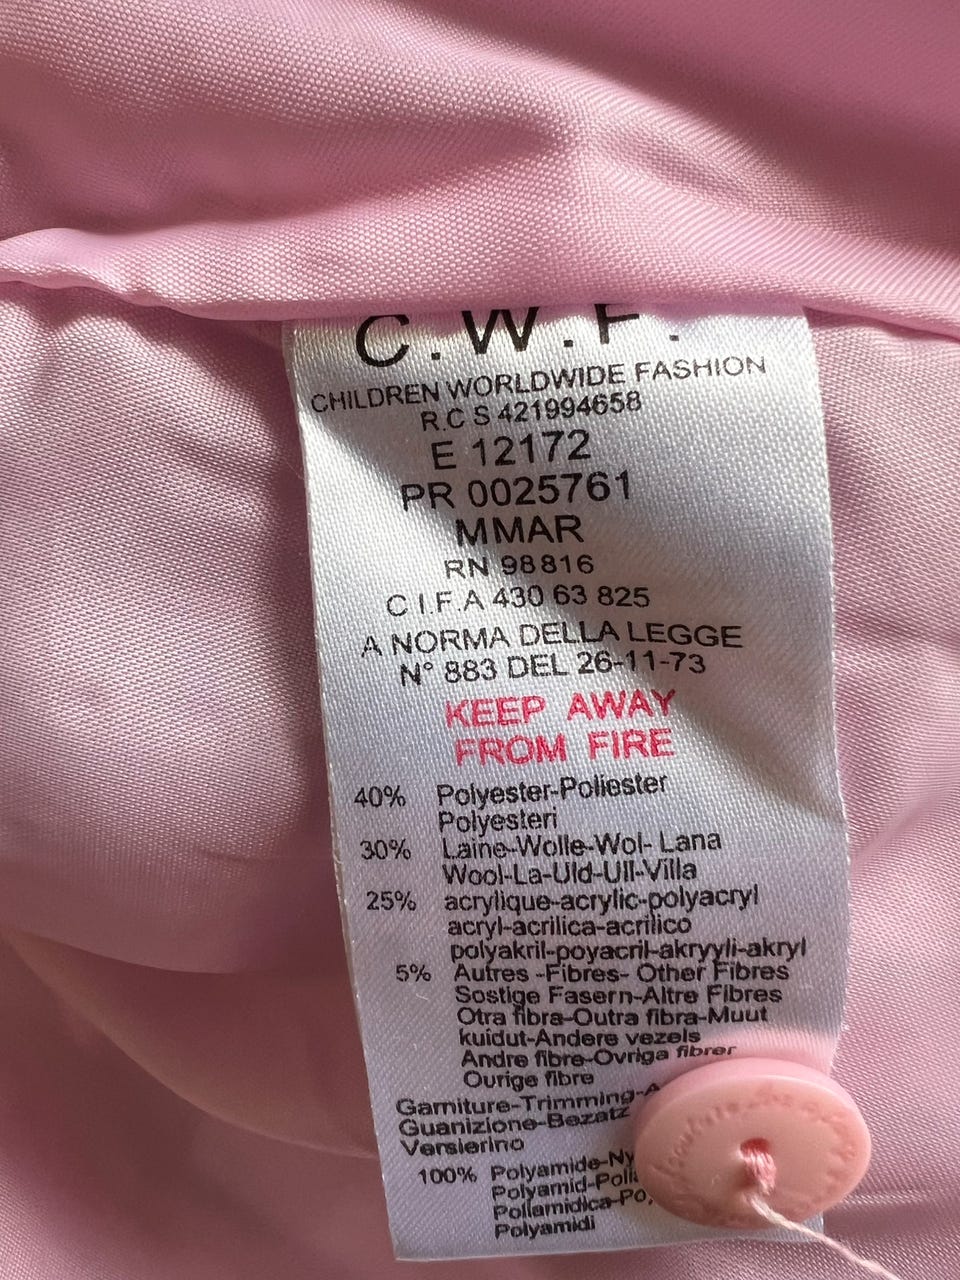 C.W.F.
CHILDREN WORLDWIDE FASHION
R.C S 421994658
E 12172
PR 0025761
MMAR
RN 98816
C I.F.A 430 63 825
A NORMA DELLA LEGGE
N° 883 DEL 26-11-73
KEEP AWAY
FROM FIRE
40% Polyester-Poliester
Polyesteri
30% Laine-Wolle-Wol- Lana
Wool-La-Uld-Ull-Villa
25% acrylique-acrylic-polyacryl
acryl-acrilica-acrilico
polyakril-poyacril-akryyli-akryl
5% Autres -Fibres- Other Fibres
Sostige Fasern-Altre Fibres
Otra fibra-Outra fibra-Muut
kuidut-Andere vezels
Andre fibre-Ovriga fibrer
Ourige fibre
Garniture-Trimming-
Guanizione-Bezatz
Versierino
100% Polyamide-
Polyamid-
Poliamidica-
Polyamidi